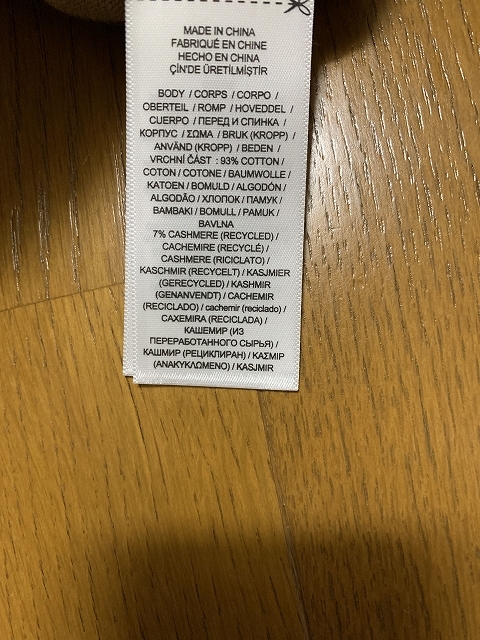 MADE IN CHINA
FABRIQUÉ EN CHINE
HECHO EN CHINA
ÇİN'DE ÜRETİLMİŞTİR
BODY / CORPS / CORPO /
OBERTEIL / ROMP / HOVEDDEL /
CUERPO / ПЕРЕД И СПИНКА /
КОРПУС / ΣΩΜΑ / BRUK (KROPP) /
ANVÄND (KROPP) / BEDEN /
VRCHNÍ ČÁST : 93% COTTON /
COTON / COTONE / BAUMWOLLE /
KATOEN / BOMULD / ALGODÓN /
ALGODÃO / ХЛОПОК / ПАМУК /
BAMBAKI / BOMULL / PAMUK /
BAVLNA
7% CASHMERE (RECYCLED) /
CACHEMIRE (RECYCLÉ) /
CASHMERE (RICICLATO) /
KASCHMIR (RECYCELT) / KASJMIER
(GERECYCLED) / KASHMIR
(GENANVENDT) / CACHEMIR
(RECICLADO) / cachemir (reciclado) /
CAXEMIRA (RECICLADA) /
КАШЕМИР (ИЗ
ПЕРЕРАБОТАННОГО СЫРЬЯ) /
КАШМИР (РЕЦИКЛИРАН) / ΚΑΣΜΙΡ
(ΑΝΑΚΥΚΛΩΜΕΝΟ) / KASJMIR